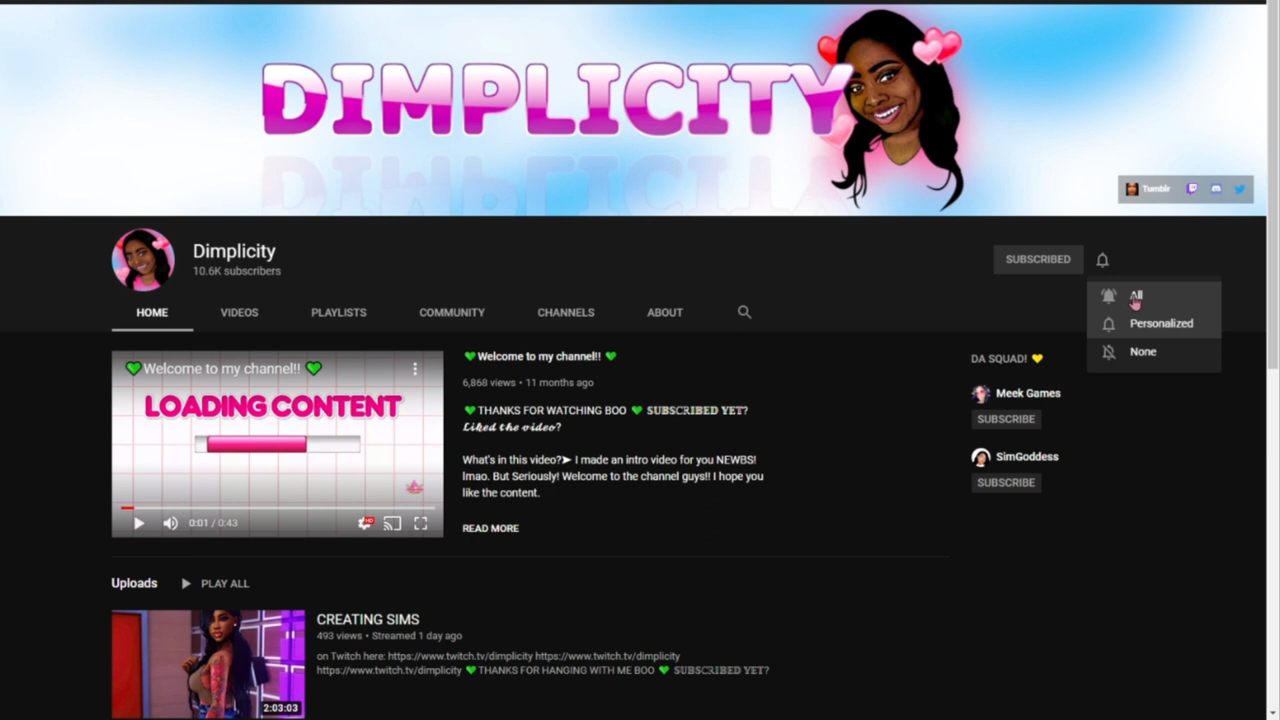 DIMPLICITY
Tumblr
Dimplicity
10.6K subscribers
SUBSCRIBED
HOME VIDEOS PLAYLISTS COMMUNITY CHANNELS ABOUT
All
Personalized
None
💚Welcome to my channel!! 💚
LOADING CONTENT
0:01 / 0:43
HD
💚Welcome to my channel!! 💚
6,868 views • 11 months ago
💚THANKS FOR WATCHING BOO 💚 𝕊𝕌𝔹𝕊ℂℝ𝕀𝔹𝔼𝔻 𝕐𝔼𝕋?
𝓛𝓲𝓴𝓮𝓭 𝓽𝓱𝓮 𝓿𝓲𝓭𝓮𝓸?
What's in this video?➤ I made an intro video for you NEWBS!
lmao. But Seriously! Welcome to the channel guys!! I hope you
like the content.
READ MORE
DA SQUAD! 💛
Meek Games
SUBSCRIBE
SimGoddess
SUBSCRIBE
Uploads PLAY ALL
2:03:03
CREATING SIMS
493 views • Streamed 1 day ago
on Twitch here: https://www.twitch.tv/dimplicity https://www.twitch.tv/dimplicity
https://www.twitch.tv/dimplicity 💚THANKS FOR HANGING WITH ME BOO 💚 𝕊𝕌𝔹𝕊ℂℝ𝕀𝔹𝔼𝔻 𝕐𝔼𝕋?